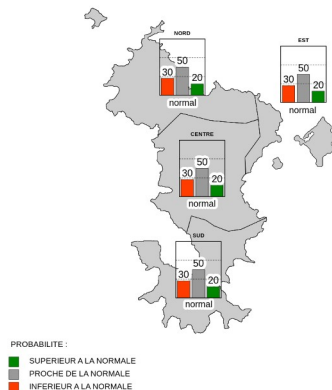 NORD
50
30
20
normal
EST
50
30
20
normal
CENTRE
50
30
20
normal
SUD
50
30
20
normal
PROBABILITE :
SUPERIEUR A LA NORMALE
PROCHE DE LA NORMALE
INFERIEUR A LA NORMALE